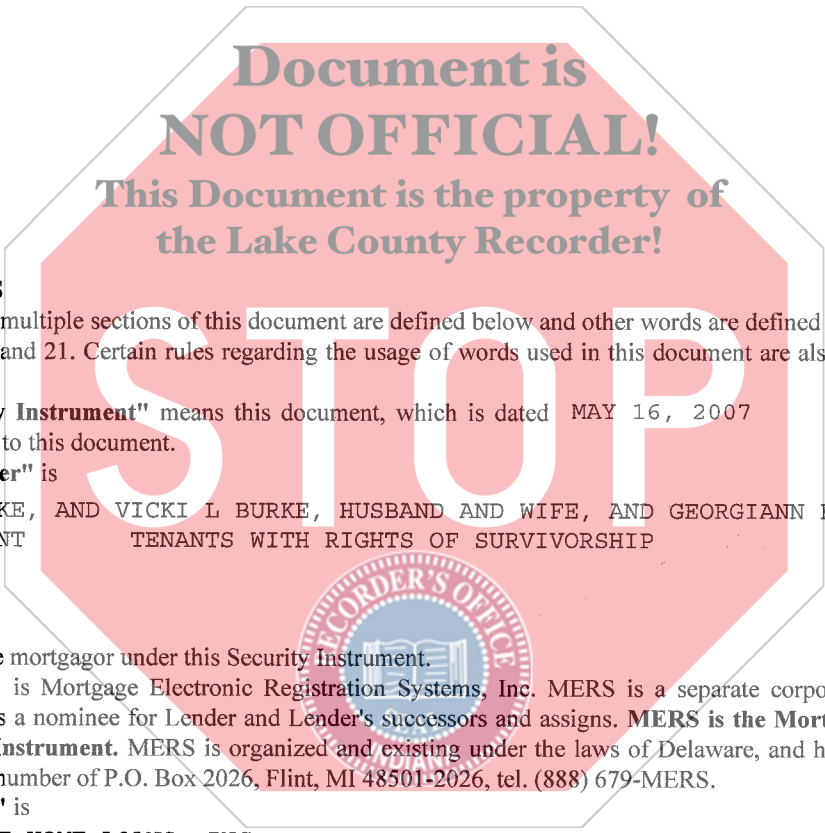 Document is
NOT OFFICIAL!
This Document is the property of
the Lake County Recorder!
STOP
multiple sections of this document are defined below and other words are defined
and 21. Certain rules regarding the usage of words used in this document are als
Instrument" means this document, which is dated MAY 16, 2007
to this document.
er" is
KE, AND VICKI L BURKE, HUSBAND AND WIFE, AND GEORGIANN
NT TENANTS WITH RIGHTS OF SURVIVORSHIP
RECORDER'S OFFICE
INDIANA
mortgagor under this Security Instrument.
is Mortgage Electronic Registration Systems, Inc. MERS is a separate corpo
s a nominee for Lender and Lender's successors and assigns. MERS is the Mort
Instrument. MERS is organized and existing under the laws of Delaware, and h
number of P.O. Box 2026, Flint, MI 48501-2026, tel. (888) 679-MERS.
" is